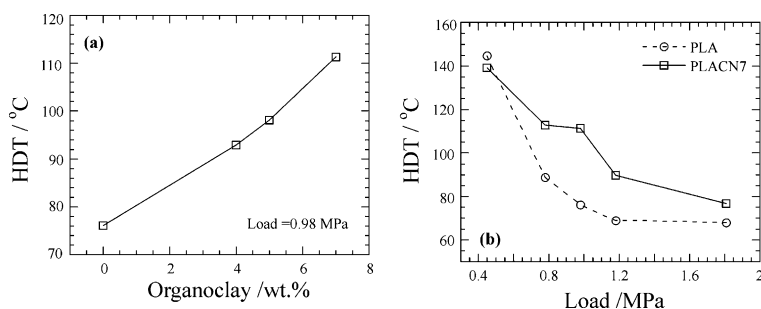 (a)
HDT / °C
120
110
100
90
80
70
0 2 4 6 8
Organoclay /wt.%
Load =0.98 MPa
(b)
HDT / °C
160
140
120
100
80
60
0.4 0.8 1.2 1.6 2
Load /MPa
PLA
PLACN7